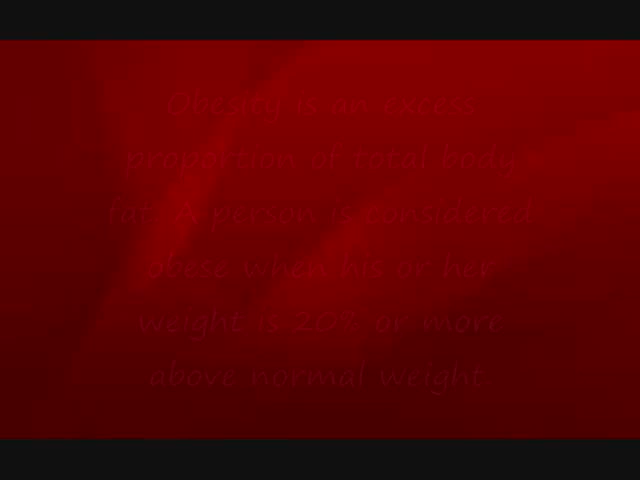 Obesity is an excess
proportion of total body
fat. A person is considered
obese when his or her
weight is 20% or more
above normal weight.